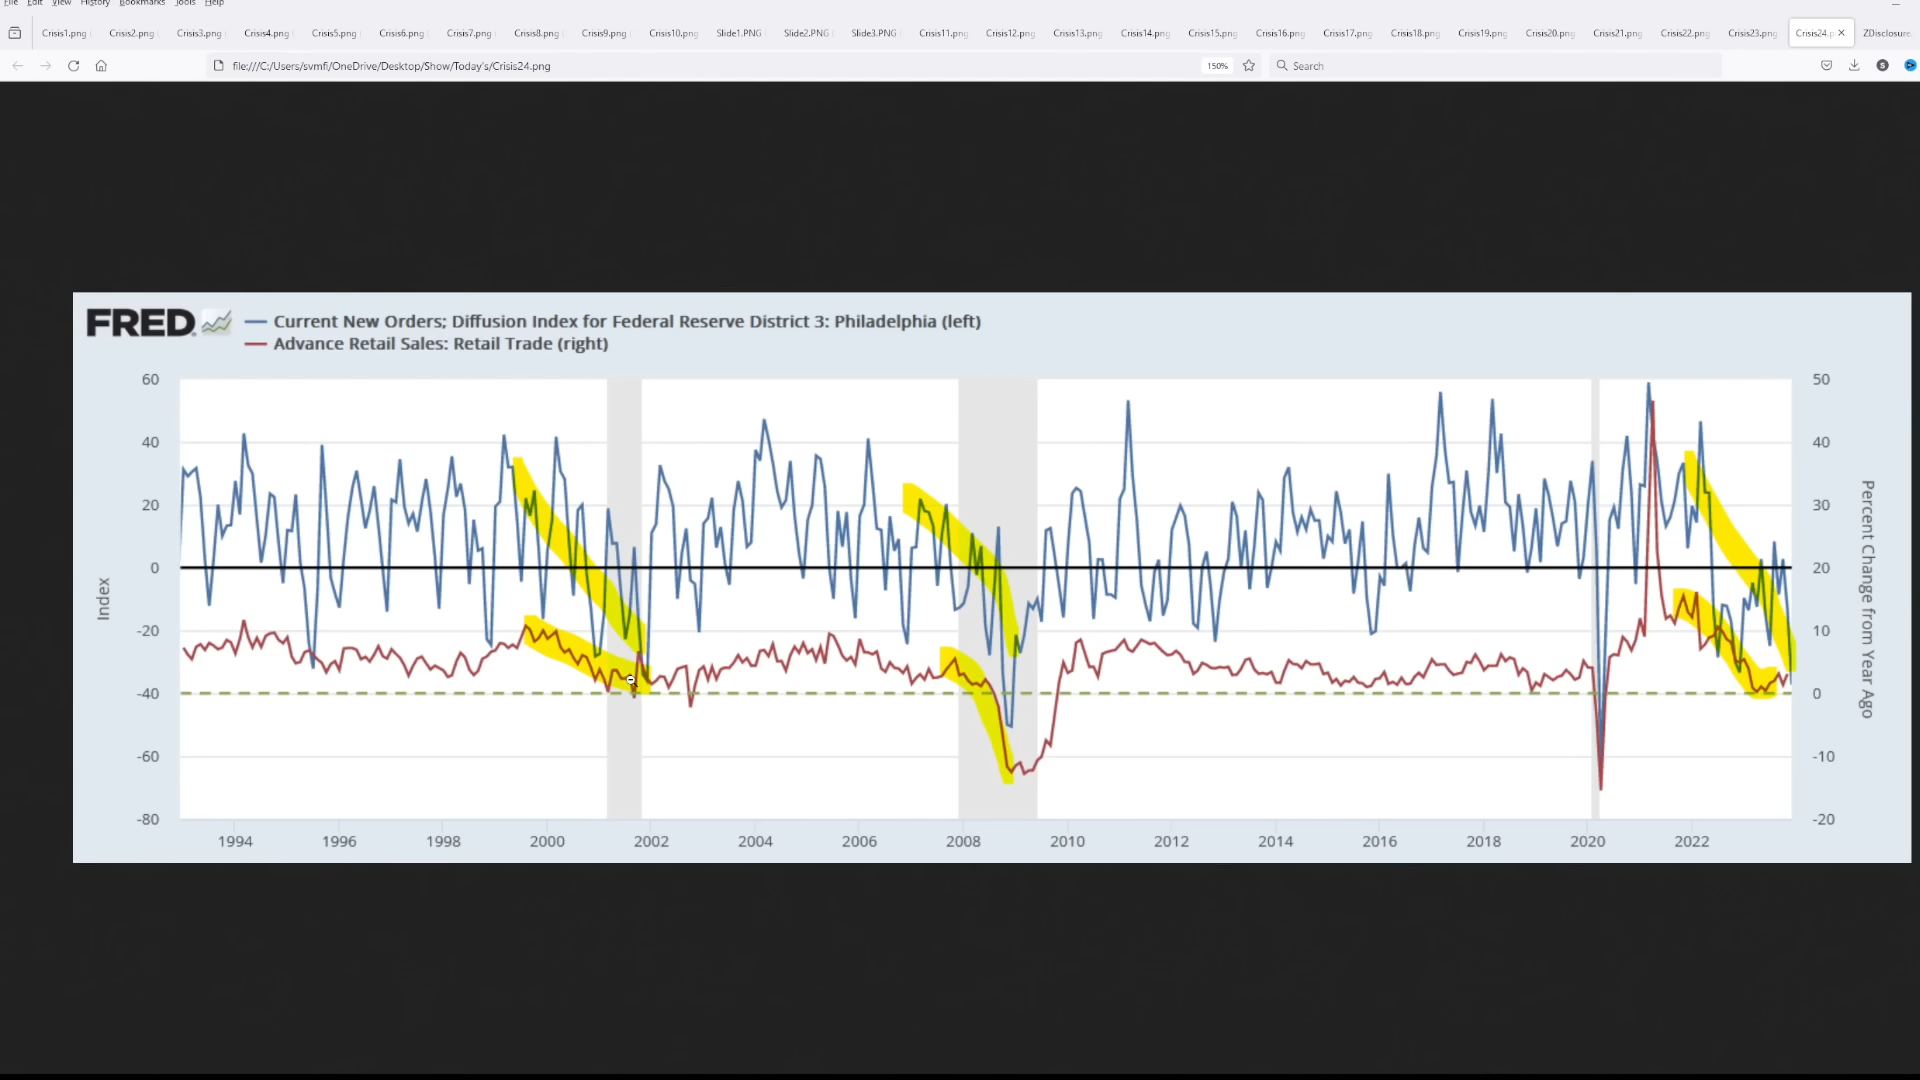 File Edit View History Bookmarks Tools Help
Crisis1.png Crisis2.png Crisis3.png Crisis4.png Crisis5.png Crisis6.png Crisis7.png Crisis8.png Crisis9.png Crisis10.png Slide1.PNG Slide2.PNG Slide3.PNG Crisis11.png Crisis12.png Crisis13.png Crisis14.png Crisis15.png Crisis16.png Crisis17.png Crisis18.png Crisis19.png Crisis20.png Crisis21.png Crisis22.png Crisis23.png Crisis24.p ZDisclosure.
file:///C:/Users/svmfi/OneDrive/Desktop/Show/Today's/Crisis24.png 150% Search S
FRED
Current New Orders; Diffusion Index for Federal Reserve District 3: Philadelphia (left)
Advance Retail Sales: Retail Trade (right)
60 50
40 40
20 30
0 20
-20 10
-40 0
-60 -10
-80 -20
Index
Percent Change from Year Ago
1994 1996 1998 2000 2002 2004 2006 2008 2010 2012 2014 2016 2018 2020 2022